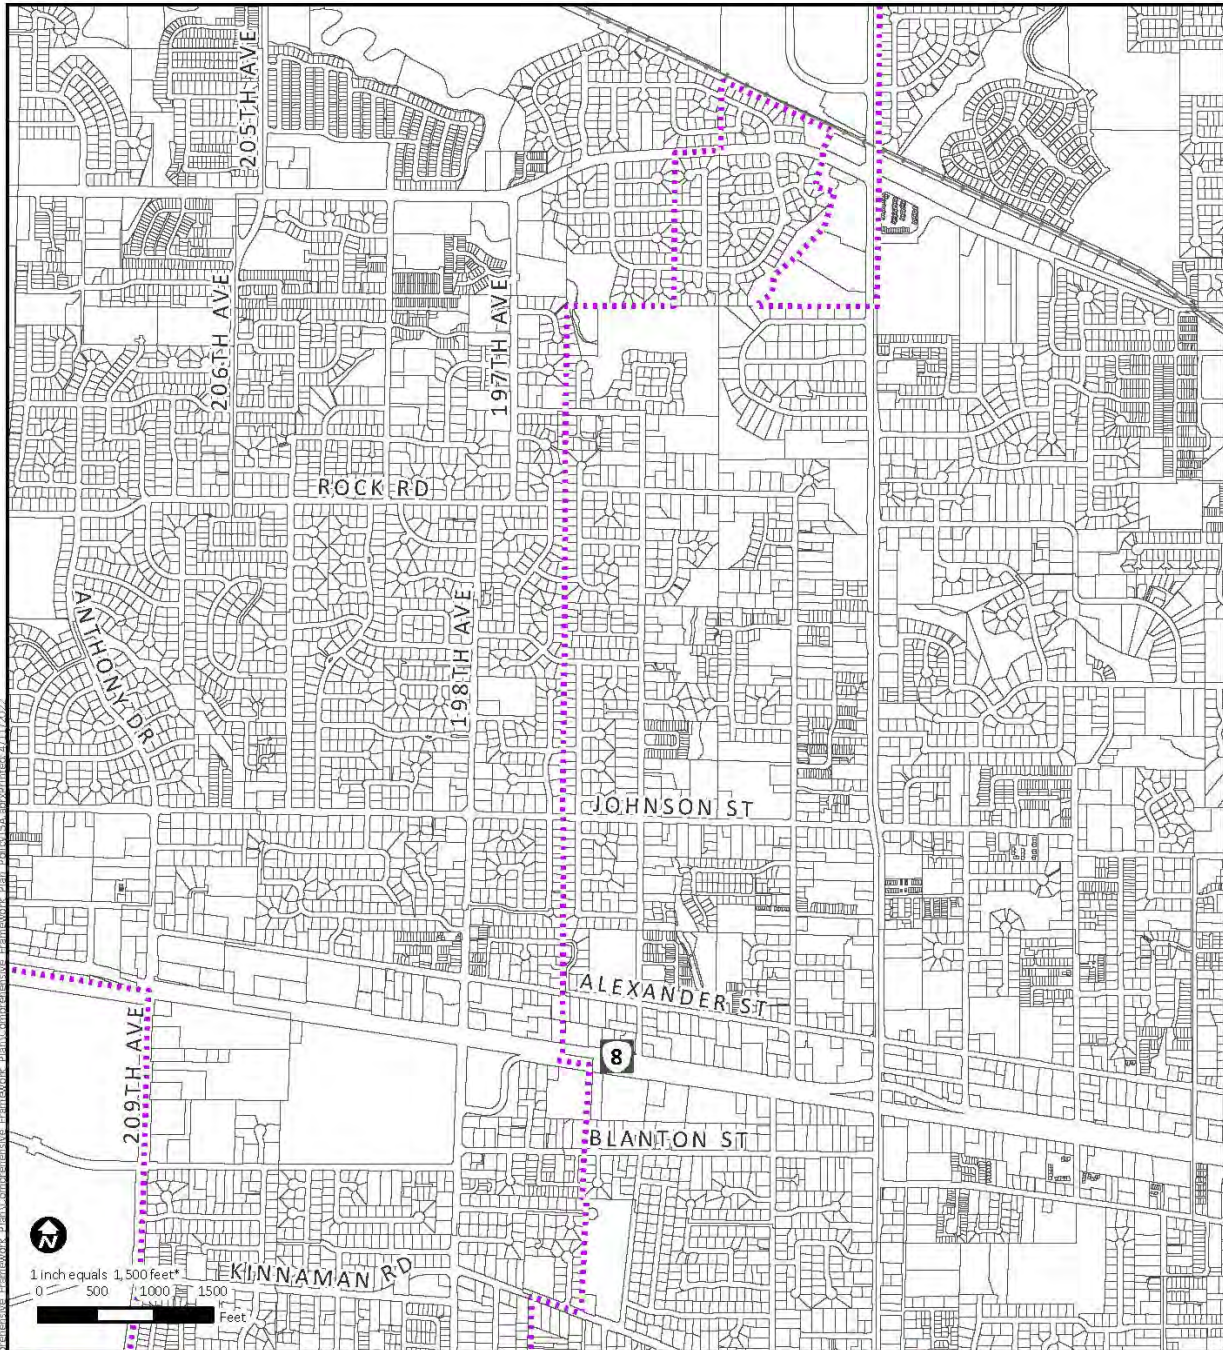 205TH AVE
206TH AVE
197TH AVE
ROCK RD
ANTHONY DR
198TH AVE
JOHNSON ST
ALEXANDER ST
8
209TH AVE
BLANTON ST
N
KINNAMAN RD
1 inch equals 1,500 feet*
0 500 1000 1500
Feet